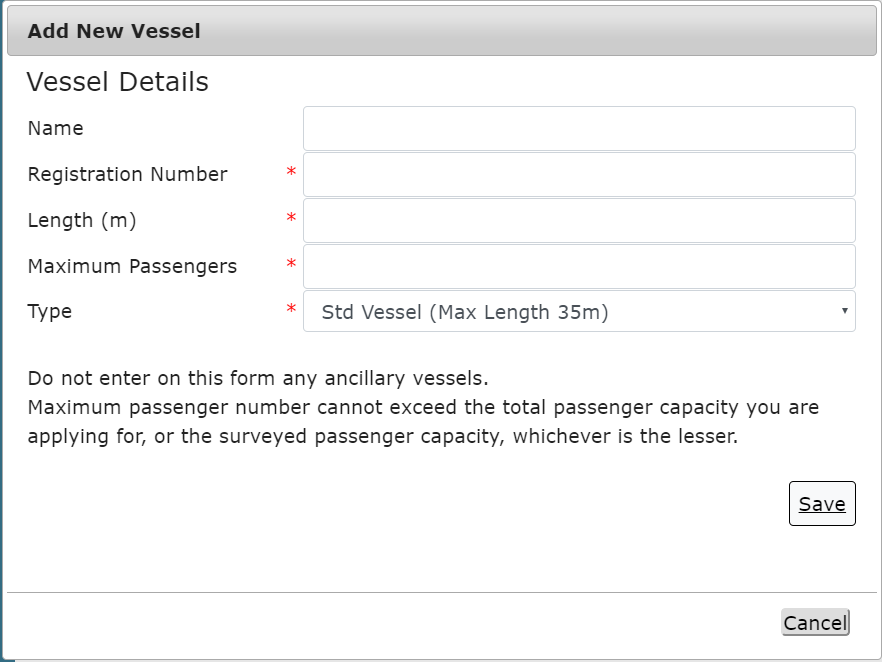 Add New Vessel
Vessel Details
Name
Registration Number *
Length (m) *
Maximum Passengers *
Type * Std Vessel (Max Length 35m)
Do not enter on this form any ancillary vessels.
Maximum passenger number cannot exceed the total passenger capacity you are
applying for, or the surveyed passenger capacity, whichever is the lesser.
Save
Cancel